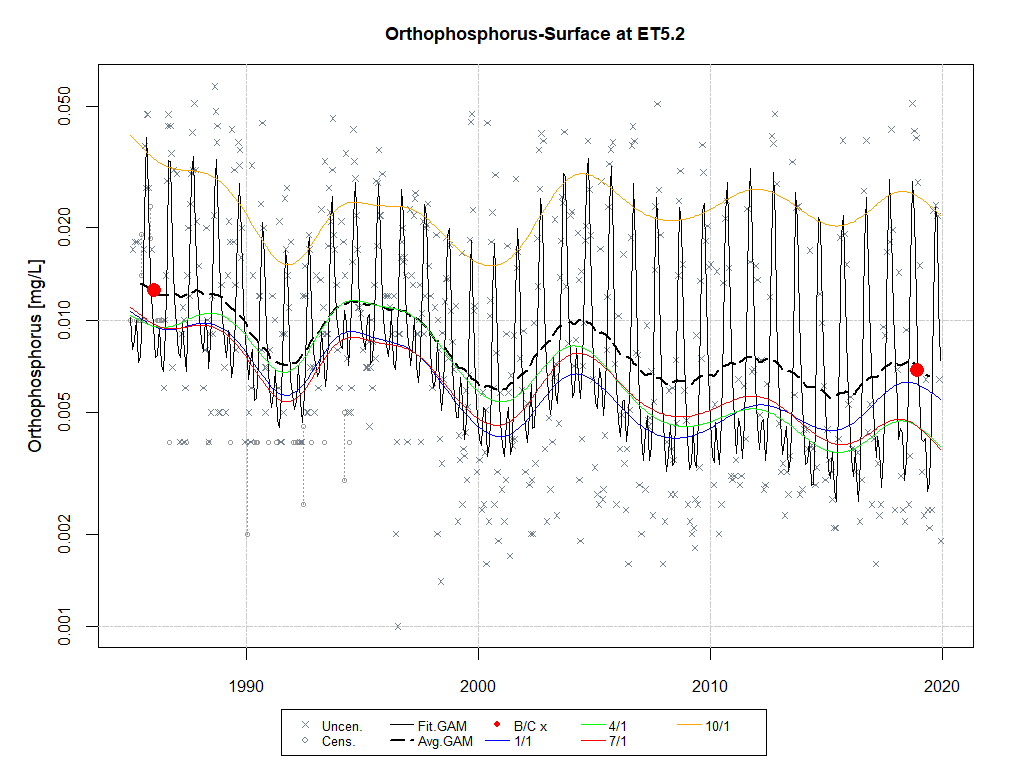 Orthophosphorus-Surface at ET5.2
Orthophosphorus [mg/L]
0.050
0.020
0.010
0.005
0.002
0.001
1990 2000 2010 2020
Uncen. Fit.GAM B/C x 4/1 10/1
Cens. Avg.GAM 1/1 7/1